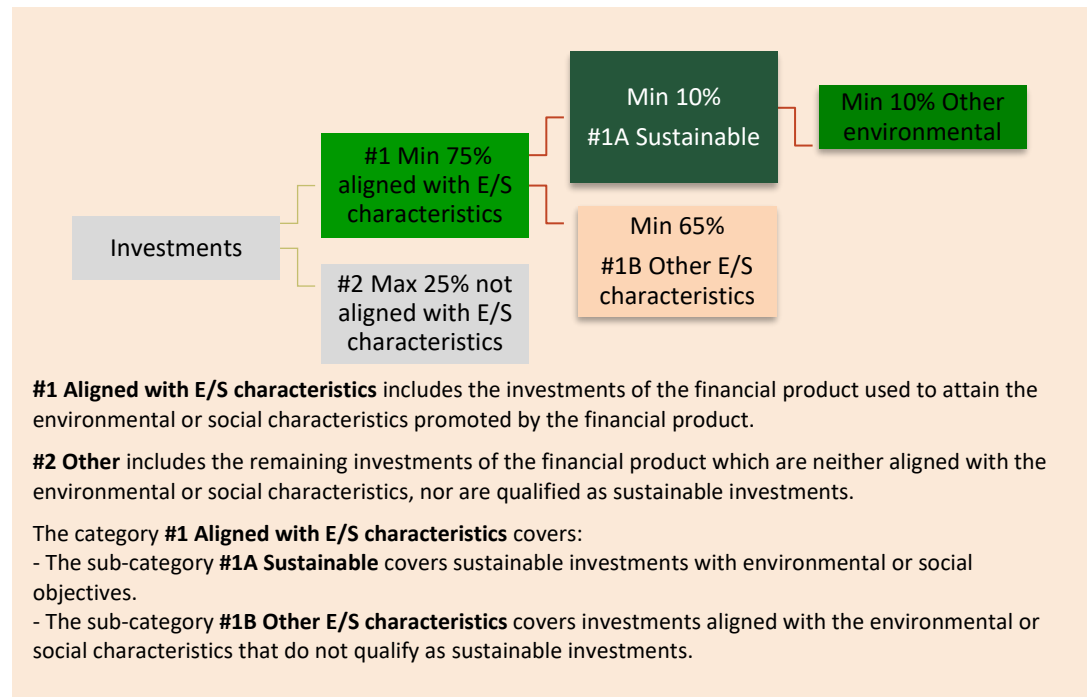 Min 10%
#1A Sustainable
Min 10% Other
environmental
#1 Min 75%
aligned with E/S
characteristics
Investments
Min 65%
#1B Other E/S
characteristics
#2 Max 25% not
aligned with E/S
characteristics
#1 Aligned with E/S characteristics includes the investments of the financial product used to attain the
environmental or social characteristics promoted by the financial product.
#2 Other includes the remaining investments of the financial product which are neither aligned with the
environmental or social characteristics, nor are qualified as sustainable investments.
The category #1 Aligned with E/S characteristics covers:
- The sub-category #1A Sustainable covers sustainable investments with environmental or social
objectives.
- The sub-category #1B Other E/S characteristics covers investments aligned with the environmental or
social characteristics that do not qualify as sustainable investments.